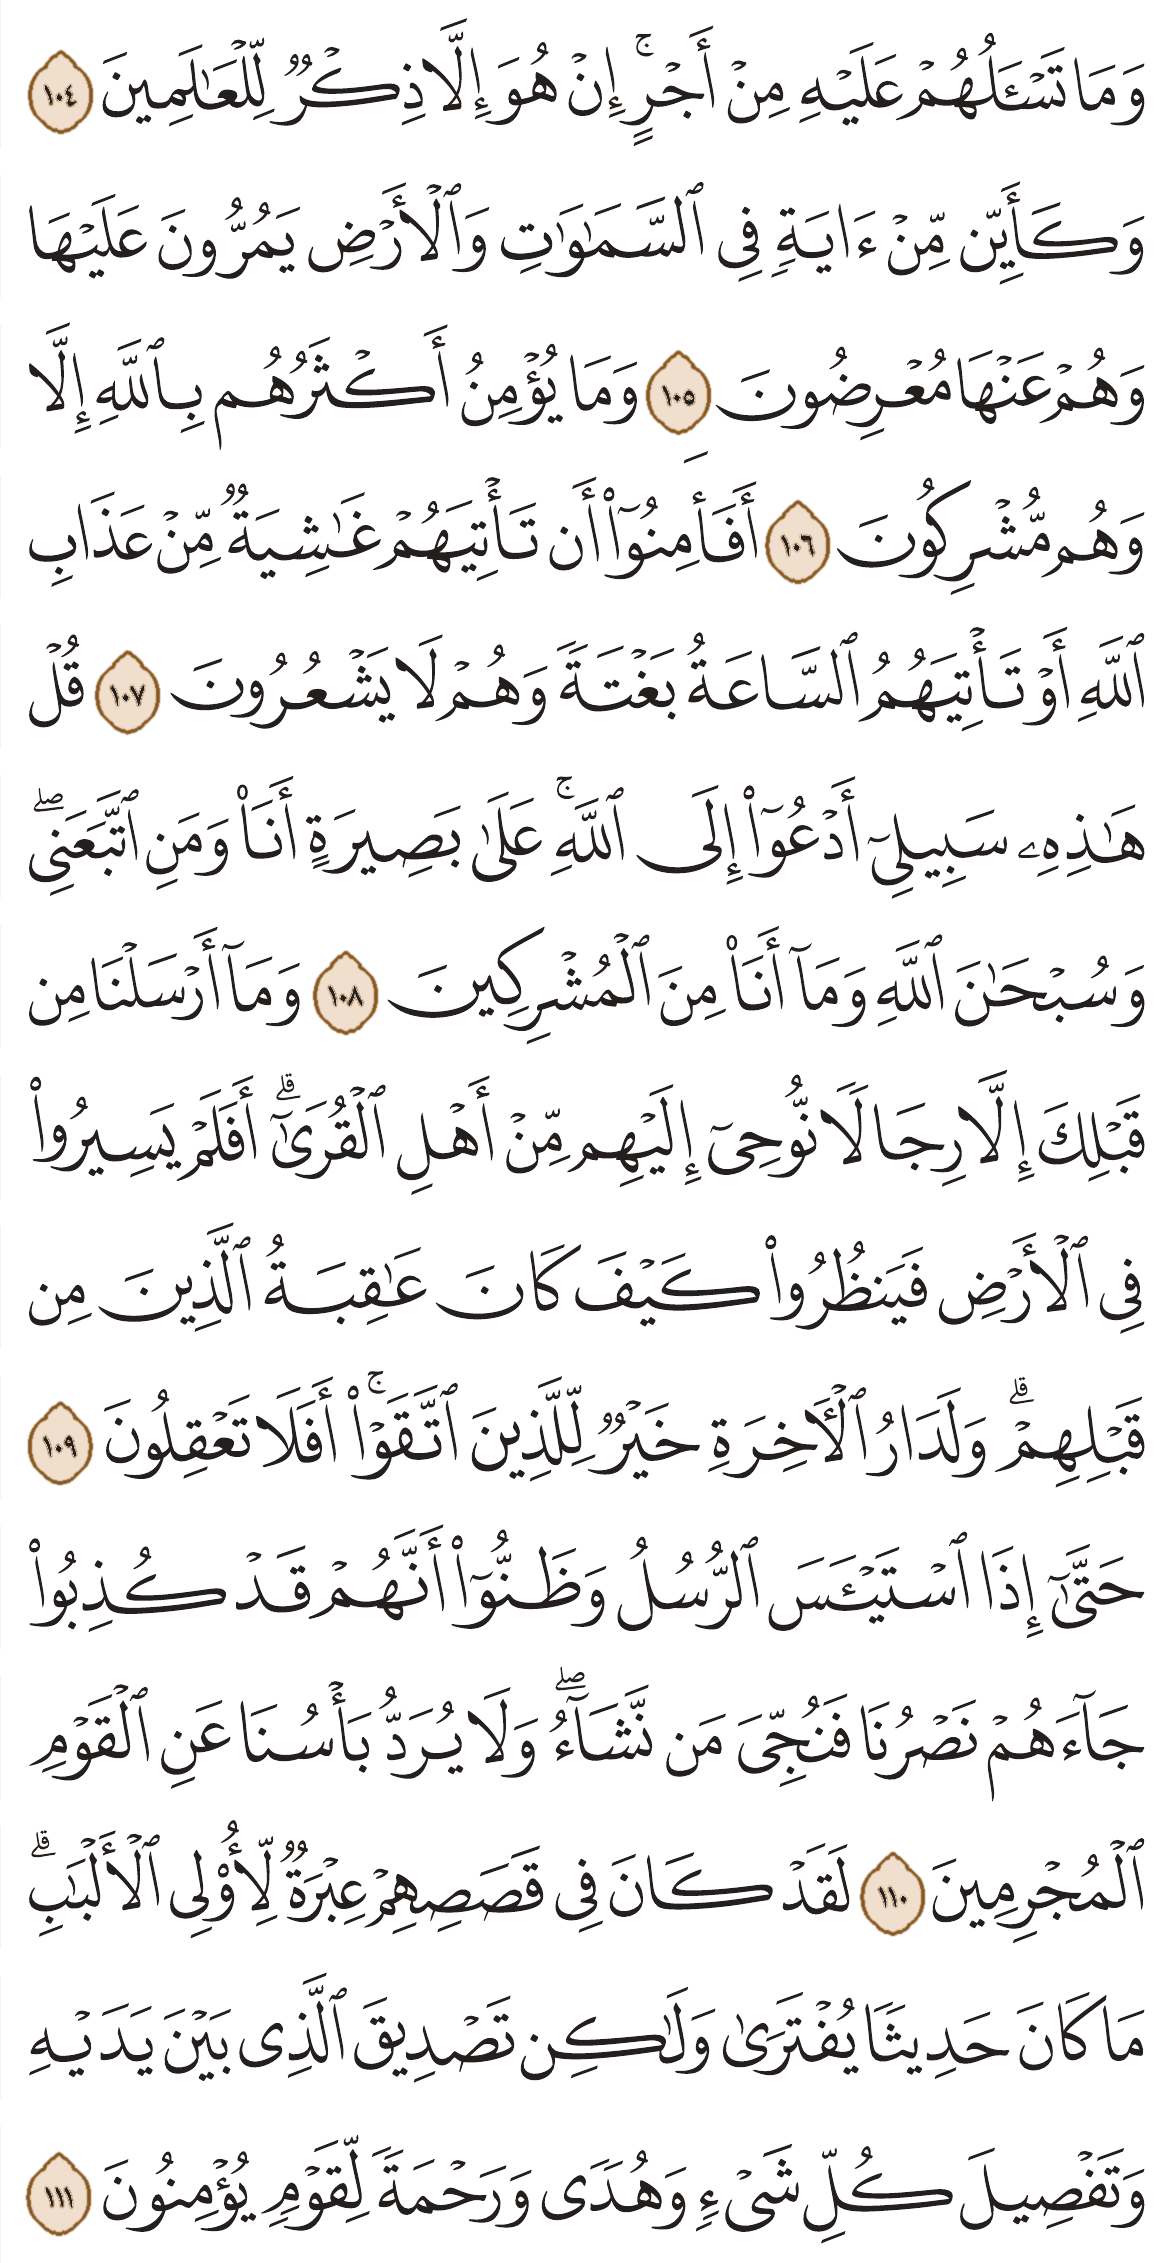 وَمَا تَسْـَٔلُهُمْ عَلَيْهِ مِنْ أَجْرٍ ۚ إِنْ هُوَ إِلَّا ذِكْرٌ لِّلْعَـٰلَمِينَ ١٠٤
وَكَأَيِّن مِّنْ ءَايَةٍ فِى ٱلسَّمَـٰوَٰتِ وَٱلْأَرْضِ يَمُرُّونَ عَلَيْهَا
وَهُمْ عَنْهَا مُعْرِضُونَ ١٠٥ وَمَا يُؤْمِنُ أَكْثَرُهُم بِٱللَّهِ إِلَّا
وَهُم مُّشْرِكُونَ ١٠٦ أَفَأَمِنُوٓا۟ أَن تَأْتِيَهُمْ غَـٰشِيَةٌ مِّنْ عَذَابِ
ٱللَّهِ أَوْ تَأْتِيَهُمُ ٱلسَّاعَةُ بَغْتَةً وَهُمْ لَا يَشْعُرُونَ ١٠٧ قُلْ
هَـٰذِهِۦ سَبِيلِىٓ أَدْعُوٓا۟ إِلَى ٱللَّهِ ۚ عَلَىٰ بَصِيرَةٍ أَنَا۠ وَمَنِ ٱتَّبَعَنِى ۖ
وَسُبْحَـٰنَ ٱللَّهِ وَمَآ أَنَا۠ مِنَ ٱلْمُشْرِكِينَ ١٠٨ وَمَآ أَرْسَلْنَا مِن
قَبْلِكَ إِلَّا رِجَالًا نُّوحِىٓ إِلَيْهِم مِّنْ أَهْلِ ٱلْقُرَىٰٓ ۗ أَفَلَمْ يَسِيرُوا۟
فِى ٱلْأَرْضِ فَيَنظُرُوا۟ كَيْفَ كَانَ عَـٰقِبَةُ ٱلَّذِينَ مِن
قَبْلِهِمْ ۗ وَلَدَارُ ٱلْـَٔاخِرَةِ خَيْرٌ لِّلَّذِينَ ٱتَّقَوْا۟ ۚ أَفَلَا تَعْقِلُونَ ١٠٩
حَتَّىٰٓ إِذَا ٱسْتَيْـَٔسَ ٱلرُّسُلُ وَظَنُّوٓا۟ أَنَّهُمْ قَدْ كُذِبُوا۟
جَآءَهُمْ نَصْرُنَا فَنُجِّىَ مَن نَّشَآءُ ۖ وَلَا يُرَدُّ بَأْسُنَا عَنِ ٱلْقَوْمِ
ٱلْمُجْرِمِينَ ١١٠ لَقَدْ كَانَ فِى قَصَصِهِمْ عِبْرَةٌ لِّأُو۟لِى ٱلْأَلْبَـٰبِ ۗ
مَا كَانَ حَدِيثًا يُفْتَرَىٰ وَلَـٰكِن تَصْدِيقَ ٱلَّذِى بَيْنَ يَدَيْهِ
وَتَفْصِيلَ كُلِّ شَىْءٍ وَهُدًى وَرَحْمَةً لِّقَوْمٍ يُؤْمِنُونَ ١١١